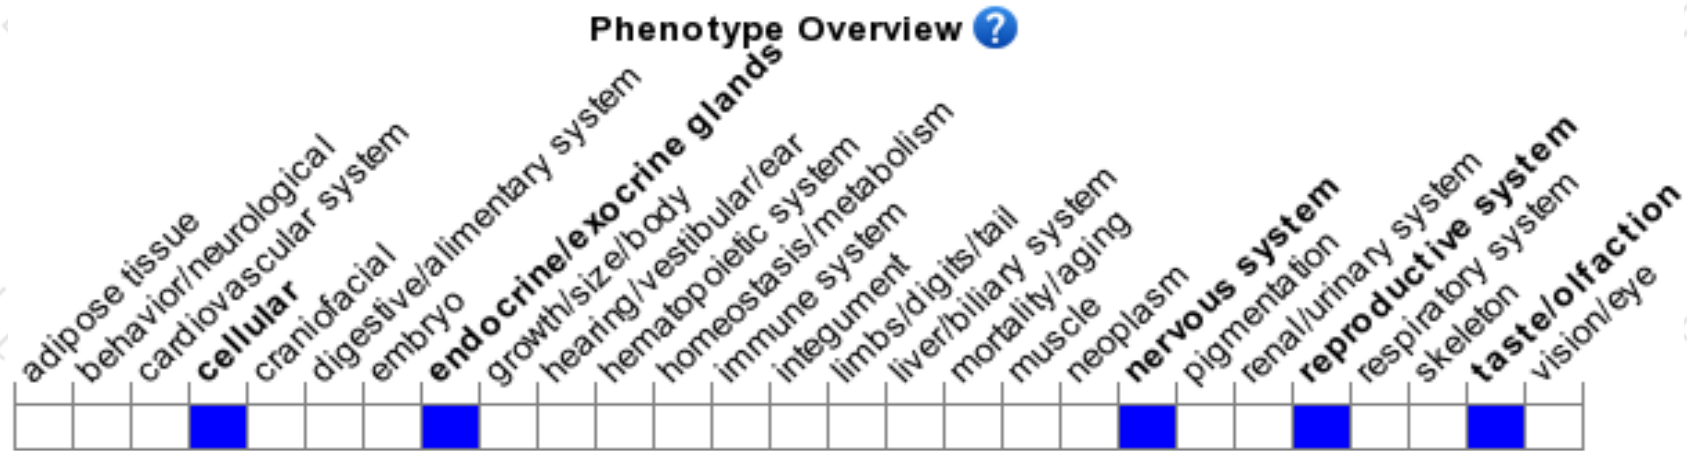 Phenotype Overview ?
adipose tissue
behavior/neurological
cardiovascular system
cellular
craniofacial
digestive/alimentary system
embryo
endocrine/exocrine glands
growth/size/body
hearing/vestibular/ear
hematopoietic system
homeostasis/metabolism
immune system
integument
limbs/digits/tail
liver/biliary system
mortality/aging
muscle
neoplasm
nervous system
pigmentation
renal/urinary system
reproductive system
respiratory system
skeleton
taste/olfaction
vision/eye